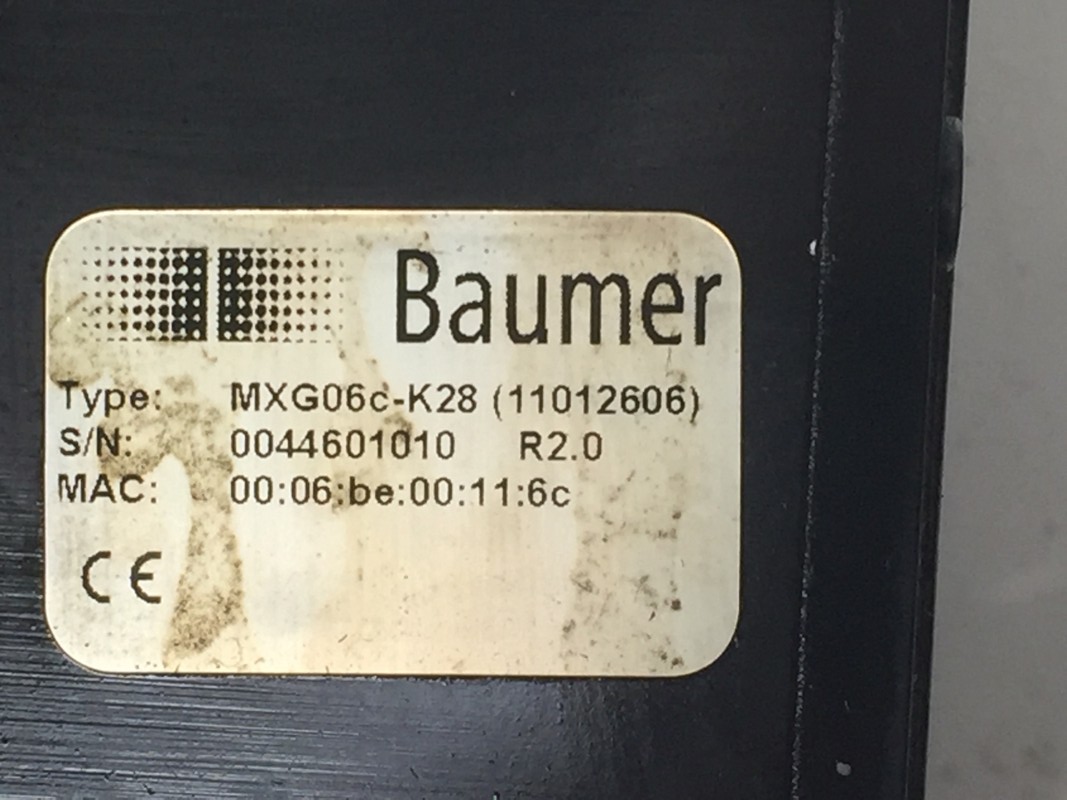 Baumer
Type: MXG06c-K28 (11012606)
S/N: 0044601010 R2.0
MAC: 00:06:be:00:11:6c
CE